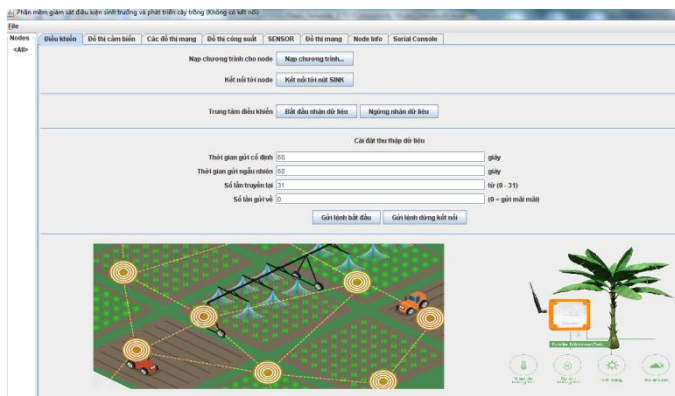 Phần mềm giám sát điều kiện sinh trưởng và phát triển cây trồng (Không có kết nối)
File
Nodes
<All>
Điều khiển Đồ thị cảm biến Các đồ thị mạng Đồ thị công suất SENSOR Đồ thị mạng Node Info Serial Console
Nạp chương trình cho node Nạp chương trình...
Kết nối tới node Kết nối tới nút SINK
Trung tâm điều khiển Bắt đầu nhận dữ liệu Ngừng nhận dữ liệu
Cài đặt thu thập dữ liệu
Thời gian gửi cố định 60 giây
Thời gian gửi ngẫu nhiên 60 giây
Số lần truyền lại 31 từ (0 - 31)
Số lần gửi về 0 (0 = gửi mãi mãi)
Gửi lệnh bắt đầu Gửi lệnh dừng kết nối